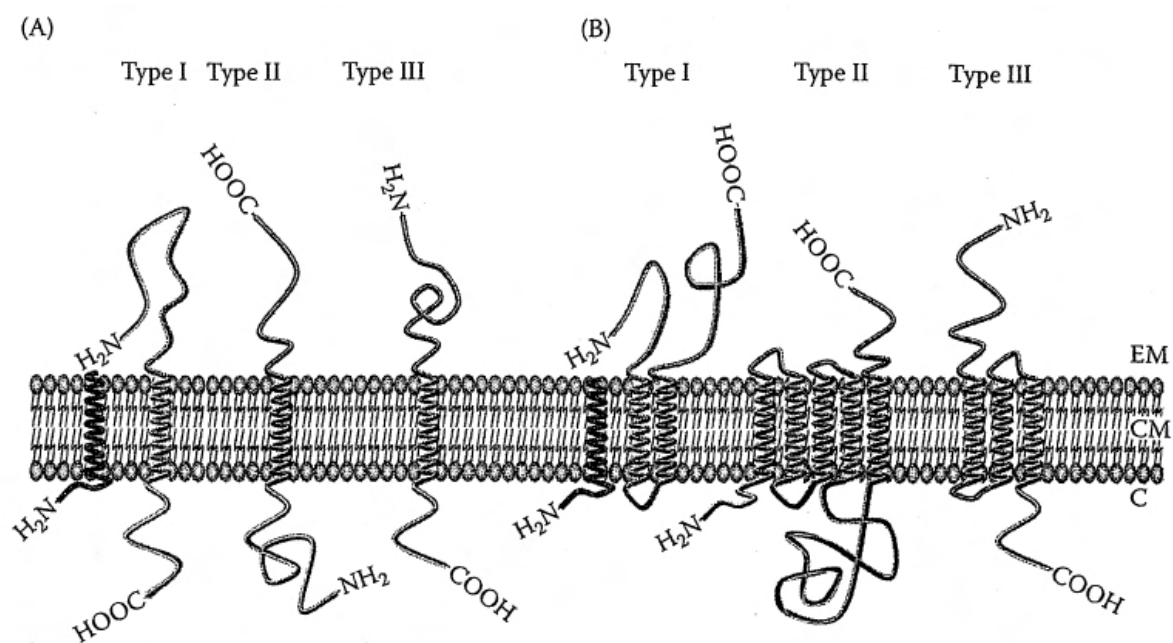 (A)
Type I Type II Type III
HOOC
H₂N
H₂N
H₂N
HOOC
NH₂
COOH
(B)
Type I Type II Type III
HOOC
HOOC
NH₂
H₂N
H₂N
H₂N
COOH
EM
CM
C